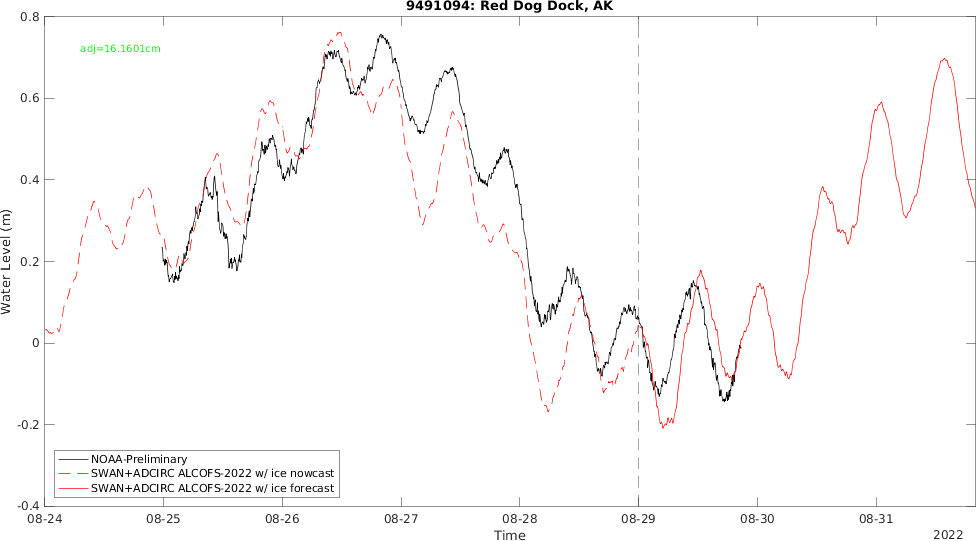 9491094: Red Dog Dock, AK
adj=16.1601cm
Water Level (m)
0.8
0.6
0.4
0.2
0
-0.2
-0.4
NOAA-Preliminary
SWAN+ADCIRC ALCOFS-2022 w/ ice nowcast
SWAN+ADCIRC ALCOFS-2022 w/ ice forecast
08-24 08-25 08-26 08-27 08-28 08-29 08-30 08-31
Time
2022